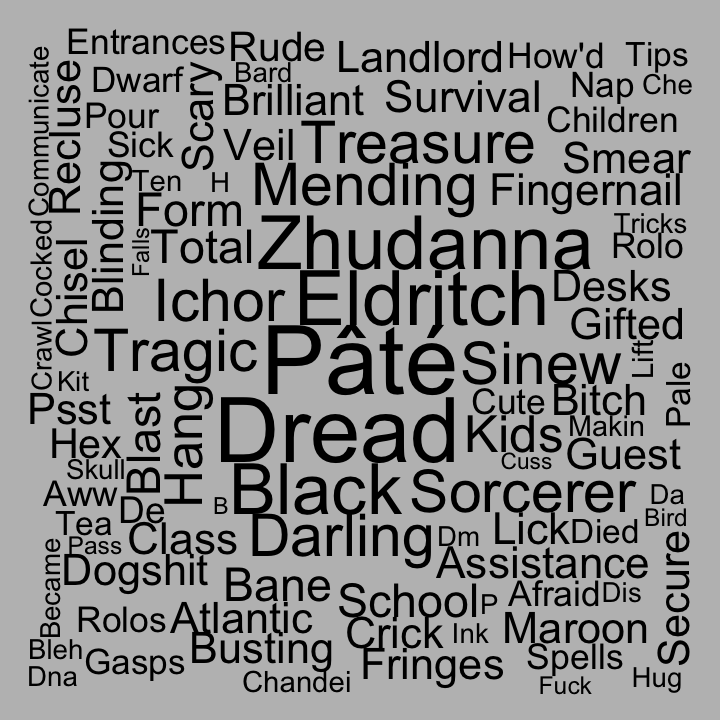 Entrances Rude Landlord How'd Tips
Communicate Recluse Dwarf Scary Bard Nap Che
Pour Brilliant Survival Children
Sick Veil Treasure Smear
Blinding Ten H Mending Fingernail
Form Tricks
Cocked Chisel Falls Total Zhudanna Rolo
Ichor Eldritch Desks
Gifted
Crawl Tragic Pâté Sinew Lift
Kit Pale
Psst Blast Hang Dread Cute Bitch
Hex Kids Makin
Skull Cuss Guest
Aww B Black Sorcerer Da
Tea De Bird
Pass Class Darling Dm Lick Died
Became Dogshit Assistance Secure
Bane School P Afraid Dis
Rolos Atlantic Crick Ink Maroon
Bleh Gasps Busting Fringes Spells
Dna Chandei Fuck Hug